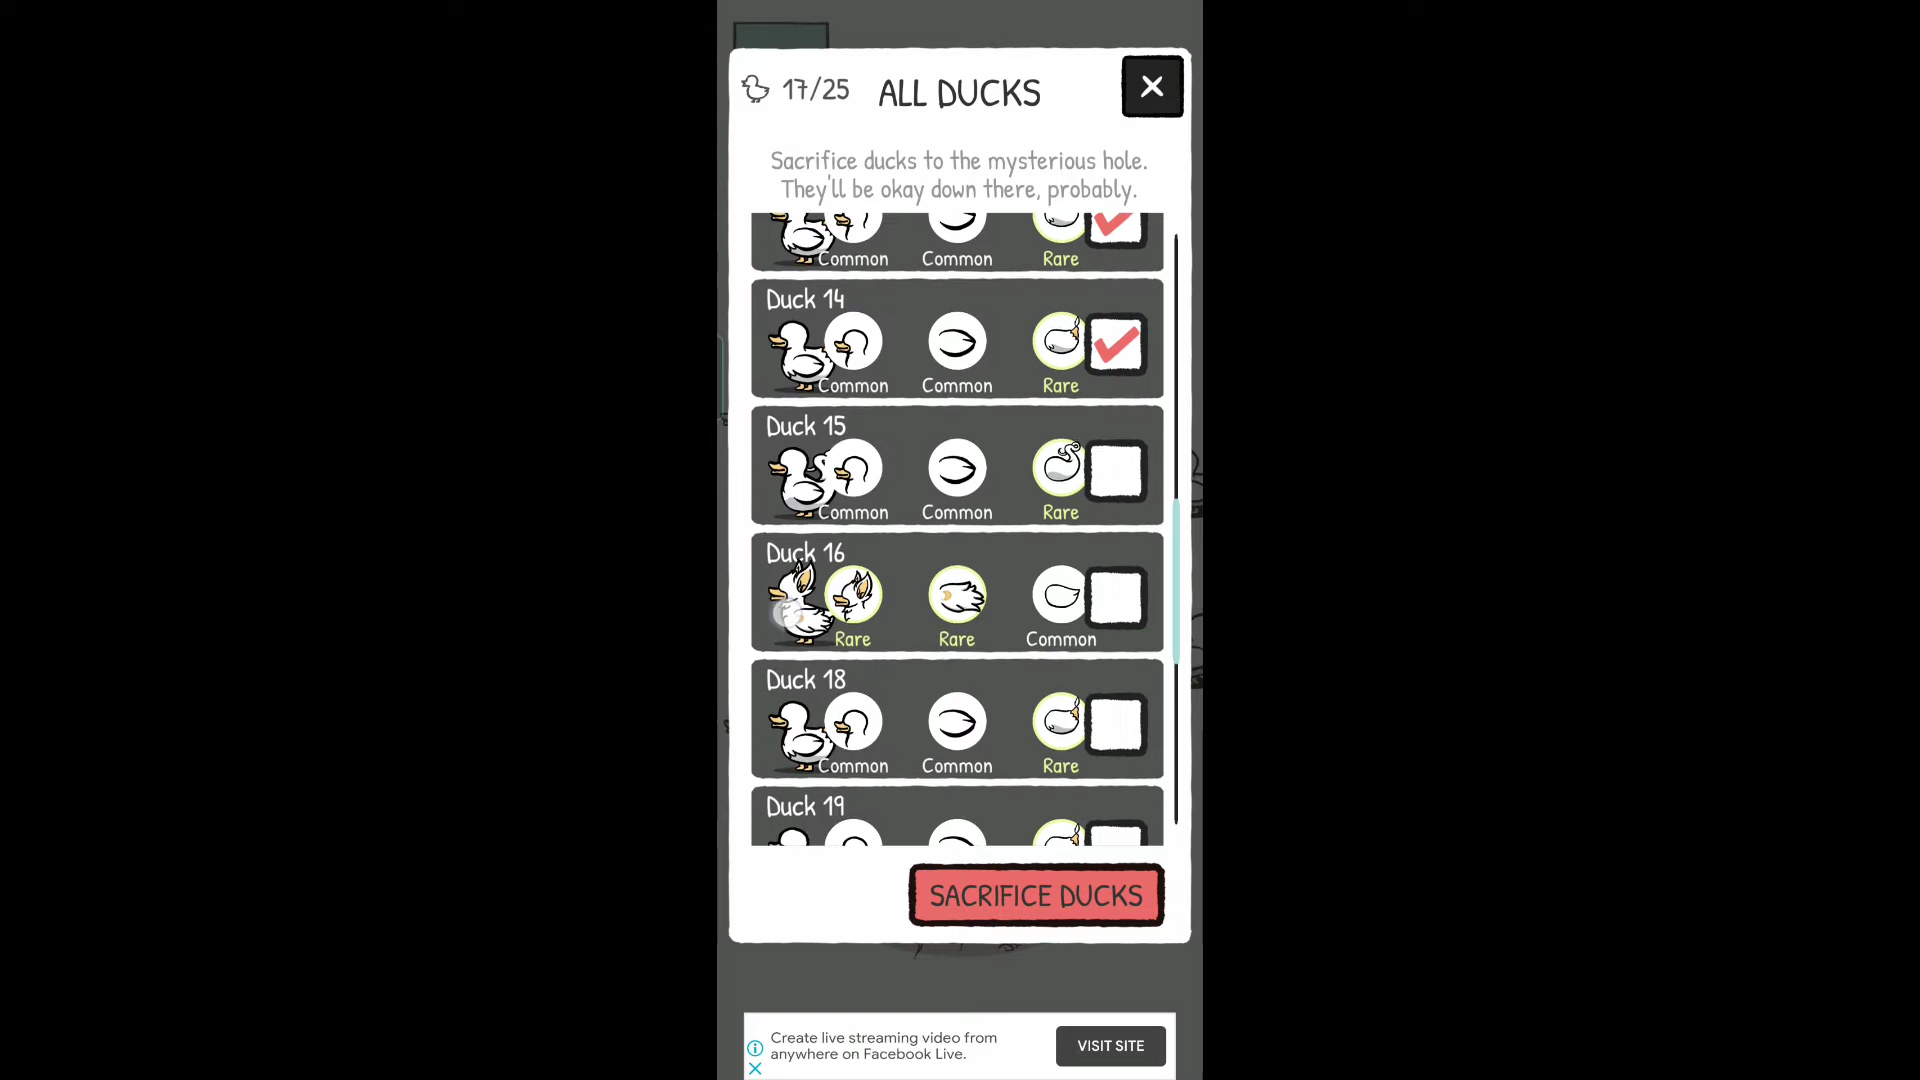 17/25
ALL DUCKS
Sacrifice ducks to the mysterious hole.
They'll be okay down there, probably.
Common
Common
Rare
Duck 14
Common
Common
Rare
Duck 15
Common
Common
Rare
Duck 16
Rare
Rare
Common
Duck 18
Common
Common
Rare
Duck 19
SACRIFICE DUCKS
Create live streaming video from
anywhere on Facebook Live.
VISIT SITE